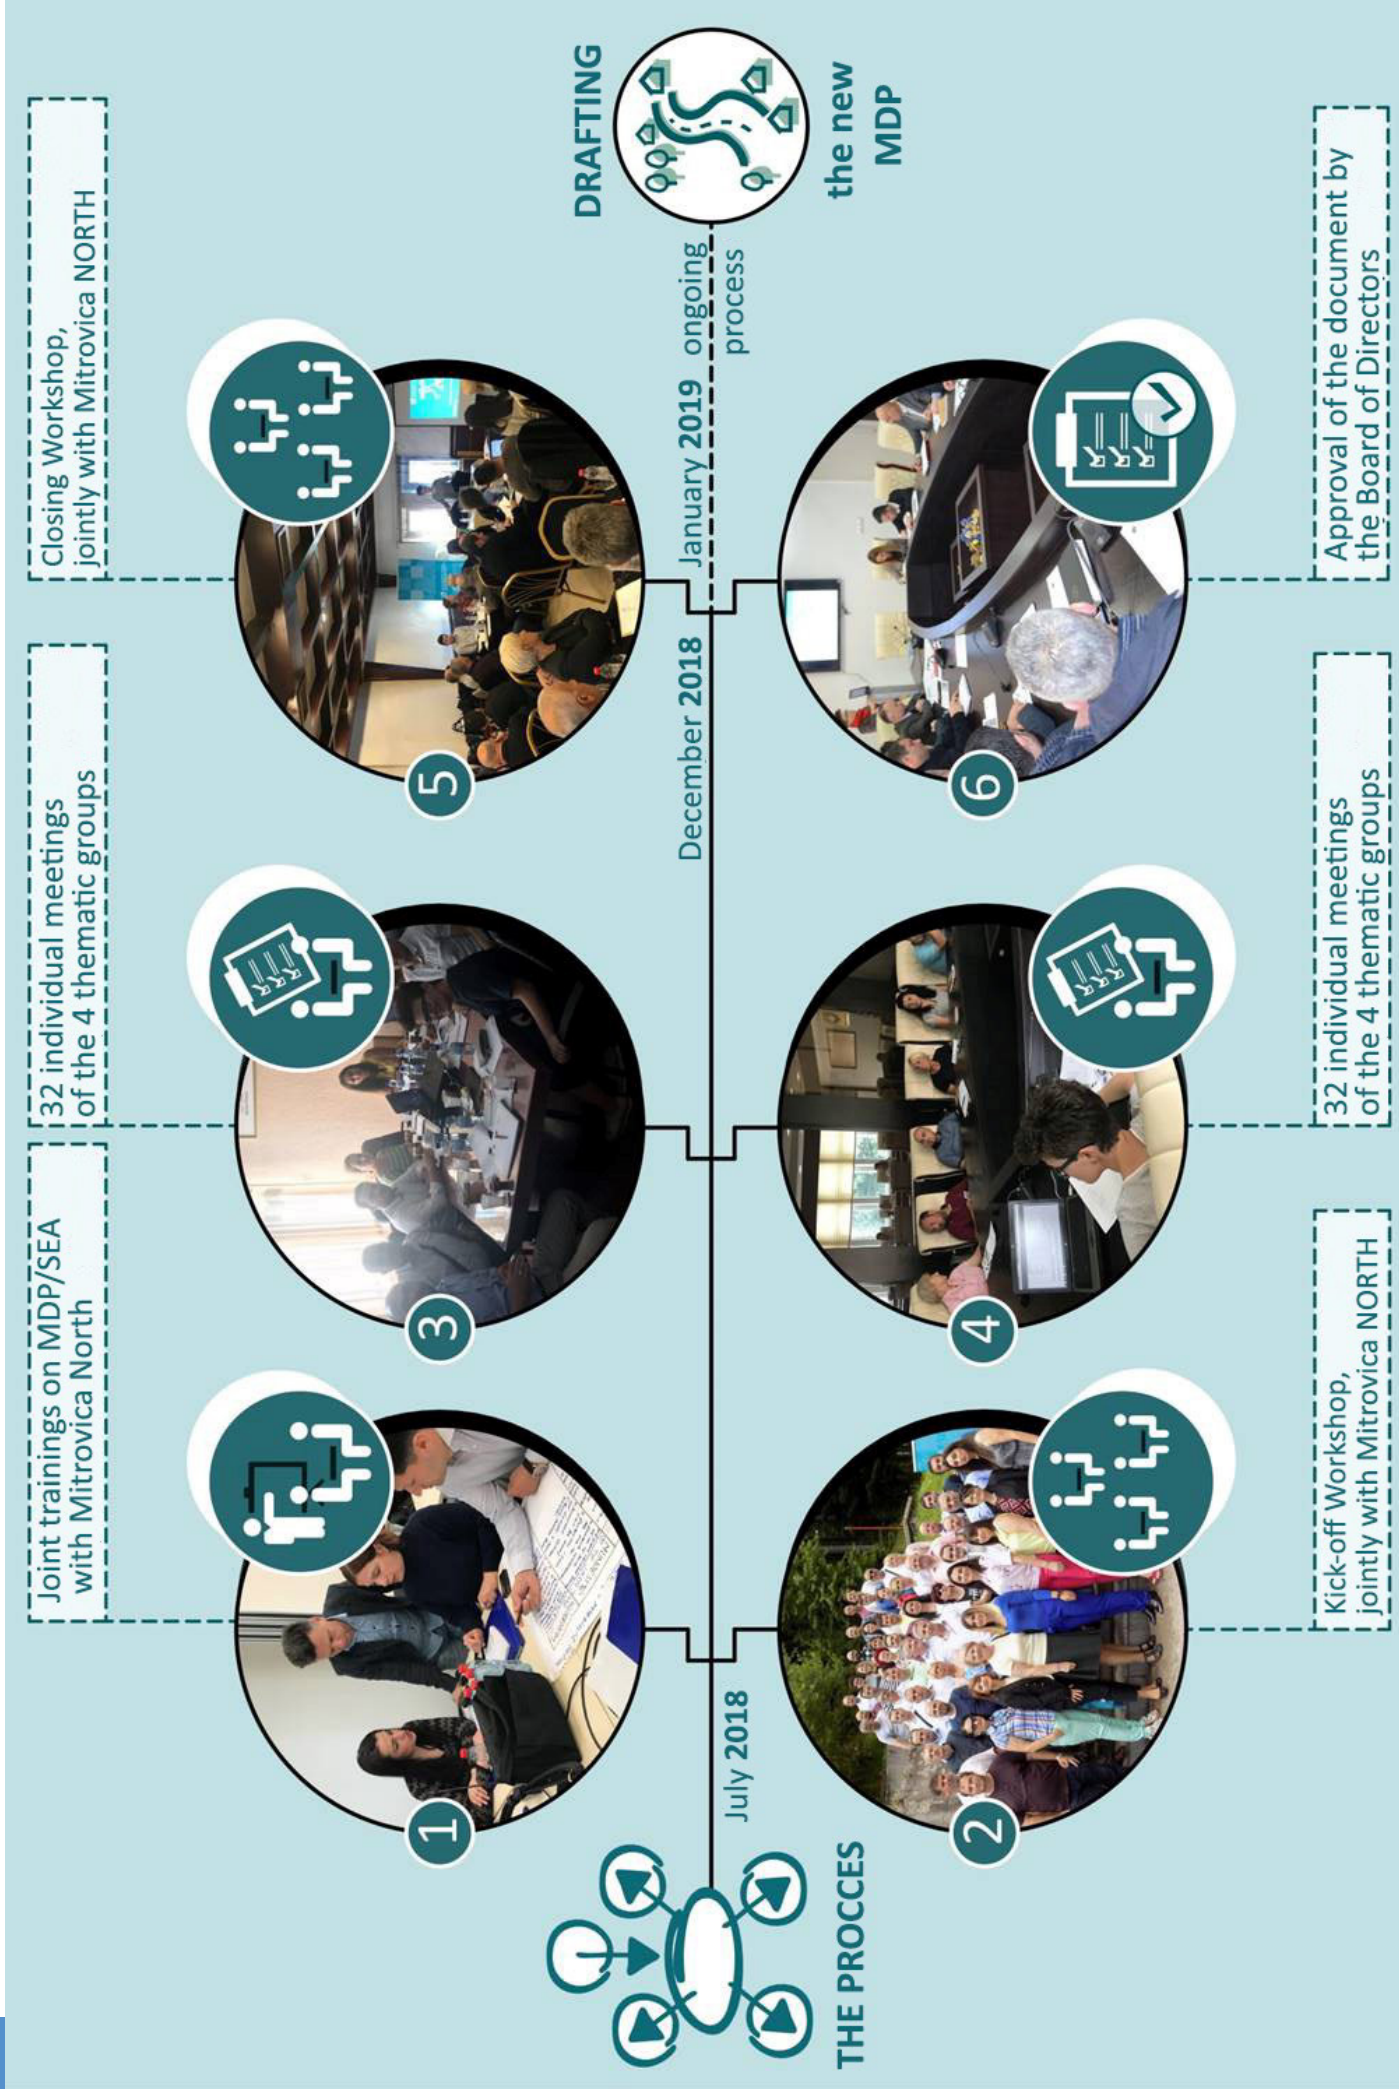 Joint trainings on MDP/SEA
with Mitrovica North
32 individual meetings
of the 4 thematic groups
Closing Workshop,
jointly with Mitrovica NORTH
1
3
5
THE PROCCES
July 2018
December 2018
January 2019
ongoing
process
DRAFTING
the new
MDP
2
4
6
Kick-off Workshop,
jointly with Mitrovica NORTH
32 individual meetings
of the 4 thematic groups
Approval of the document by
the Board of Directors